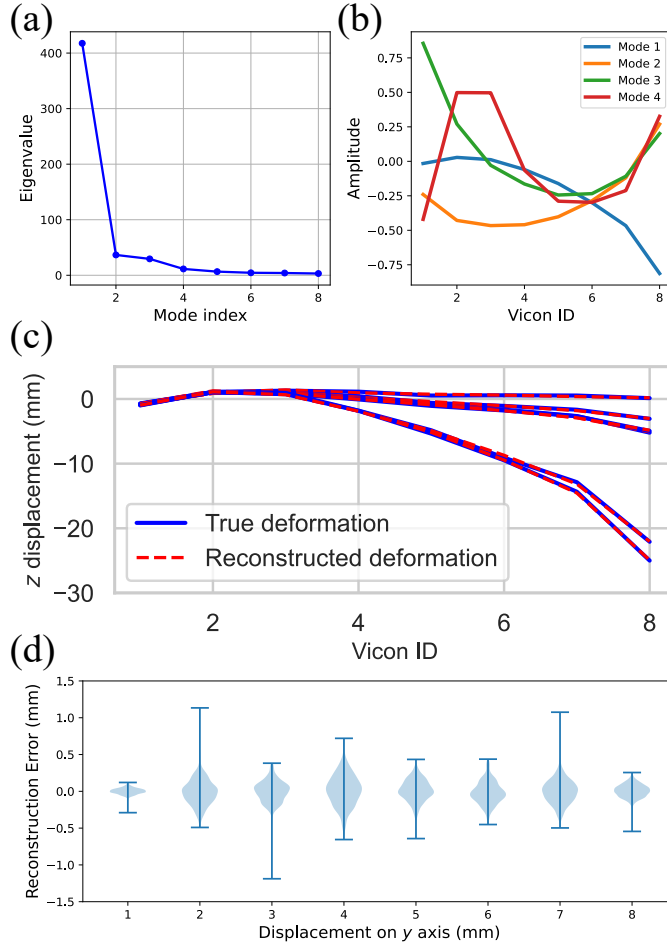 (a)
400
300
200
100
0
2
4
6
8
Eigenvalue
Mode index
(b)
0.75
0.50
0.25
0.00
−0.25
−0.50
−0.75
2
4
6
8
Amplitude
Vicon ID
Mode 1
Mode 2
Mode 3
Mode 4
(c)
0
−10
−20
−30
2
4
6
8
z displacement (mm)
Vicon ID
True deformation
Reconstructed deformation
(d)
1.5
1.0
0.5
0.0
−0.5
−1.0
−1.5
1
2
3
4
5
6
7
8
Reconstruction Error (mm)
Displacement on y axis (mm)